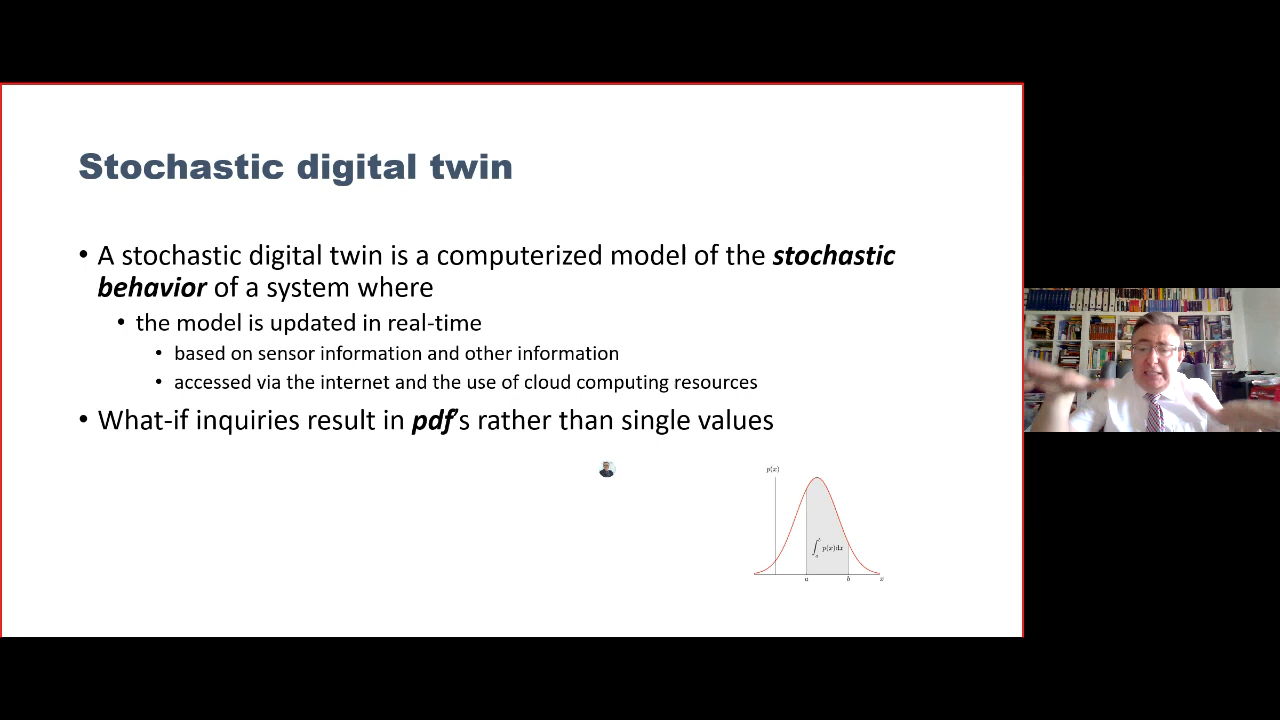 Stochastic digital twin
• A stochastic digital twin is a computerized model of the stochastic
behavior of a system where
• the model is updated in real-time
• based on sensor information and other information
• accessed via the internet and the use of cloud computing resources
• What-if inquiries result in pdf's rather than single values
p(x)
∫ₐᵇ p(x)dx
a b x